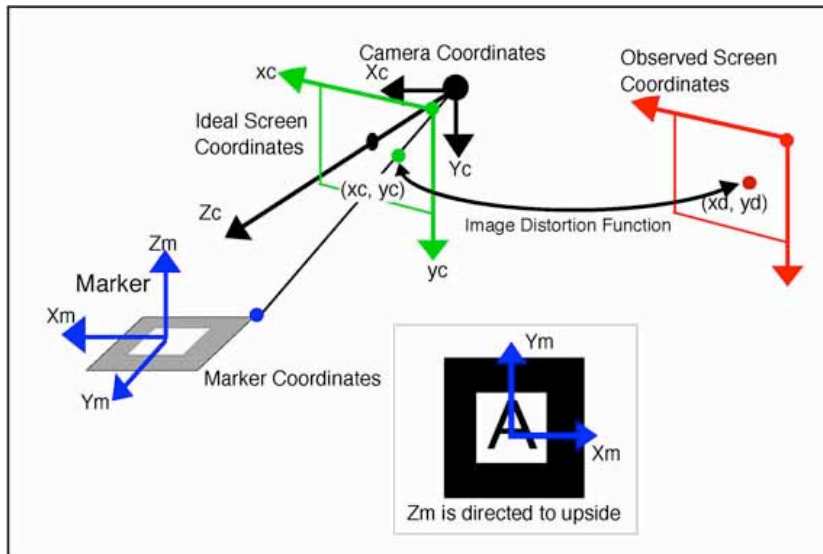 Camera Coordinates
Xc
Yc
Zc
xc
Ideal Screen
Coordinates
(xc, yc)
yc
Observed Screen
Coordinates
(xd, yd)
Image Distortion Function
Zm
Marker
Xm
Ym
Marker Coordinates
Ym
A
Xm
Zm is directed to upside